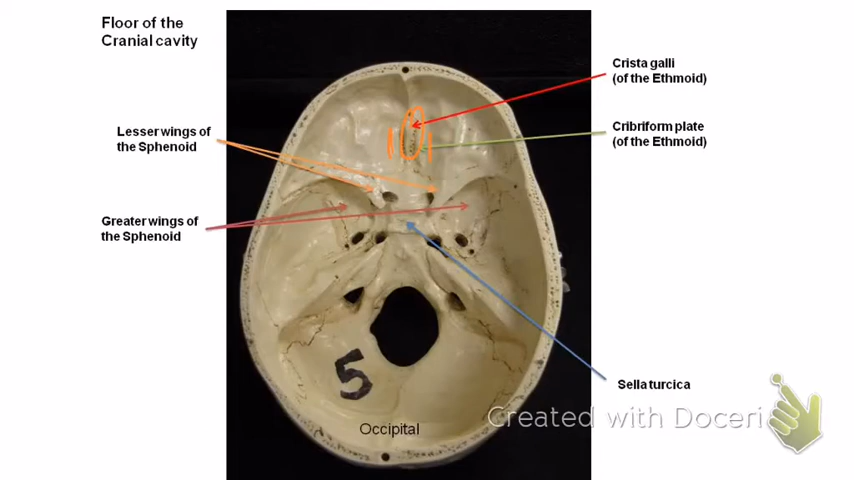 Floor of the
Cranial cavity
Crista galli
(of the Ethmoid)
Lesser wings of
the Sphenoid
Cribriform plate
(of the Ethmoid)
Greater wings of
the Sphenoid
Sella turcica
5
Occipital
Created with Doceri